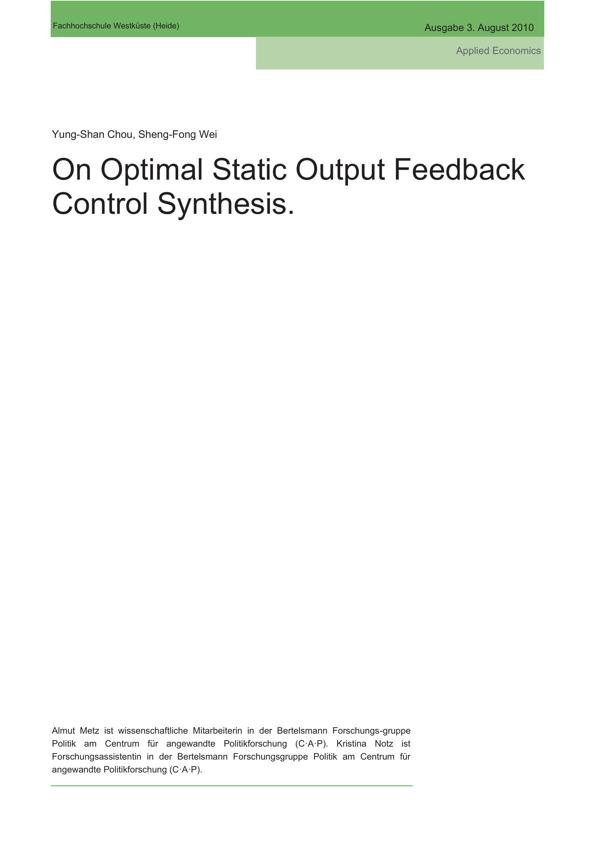 Fachhochschule Westküste (Heide)
Ausgabe 3. August 2010
Applied Economics
Yung-Shan Chou, Sheng-Fong Wei
On Optimal Static Output Feedback
Control Synthesis.
Almut Metz ist wissenschaftliche Mitarbeiterin in der Bertelsmann Forschungs-gruppe
Politik am Centrum für angewandte Politikforschung (C·A·P). Kristina Notz ist
Forschungsassistentin in der Bertelsmann Forschungsgruppe Politik am Centrum für
angewandte Politikforschung (C·A·P).